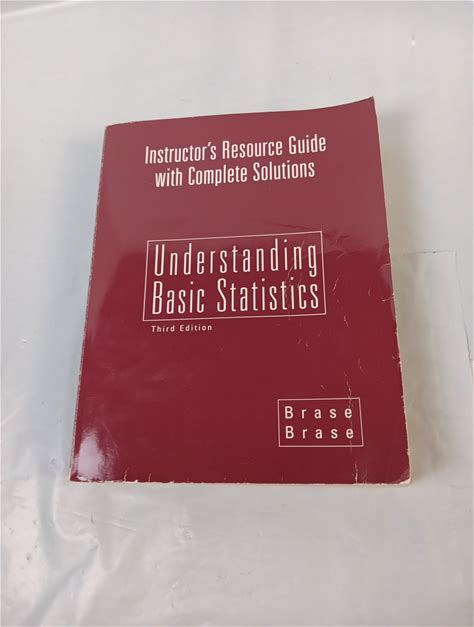 Instructor's Resource Guide
with Complete Solutions
Understanding
Basic Statistics
Third Edition
Brase
Brase